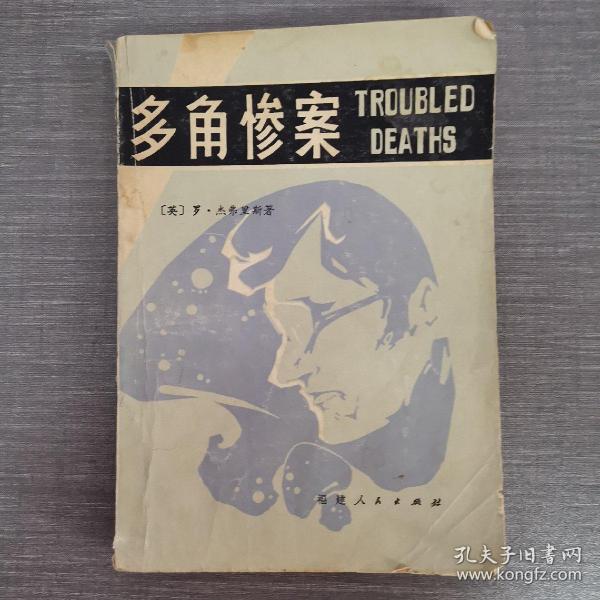 多角惨案
TROUBLED
DEATHS
〔英〕罗·杰弗里斯著
福建人民出版社
孔夫子旧书网
www.kongfz.com